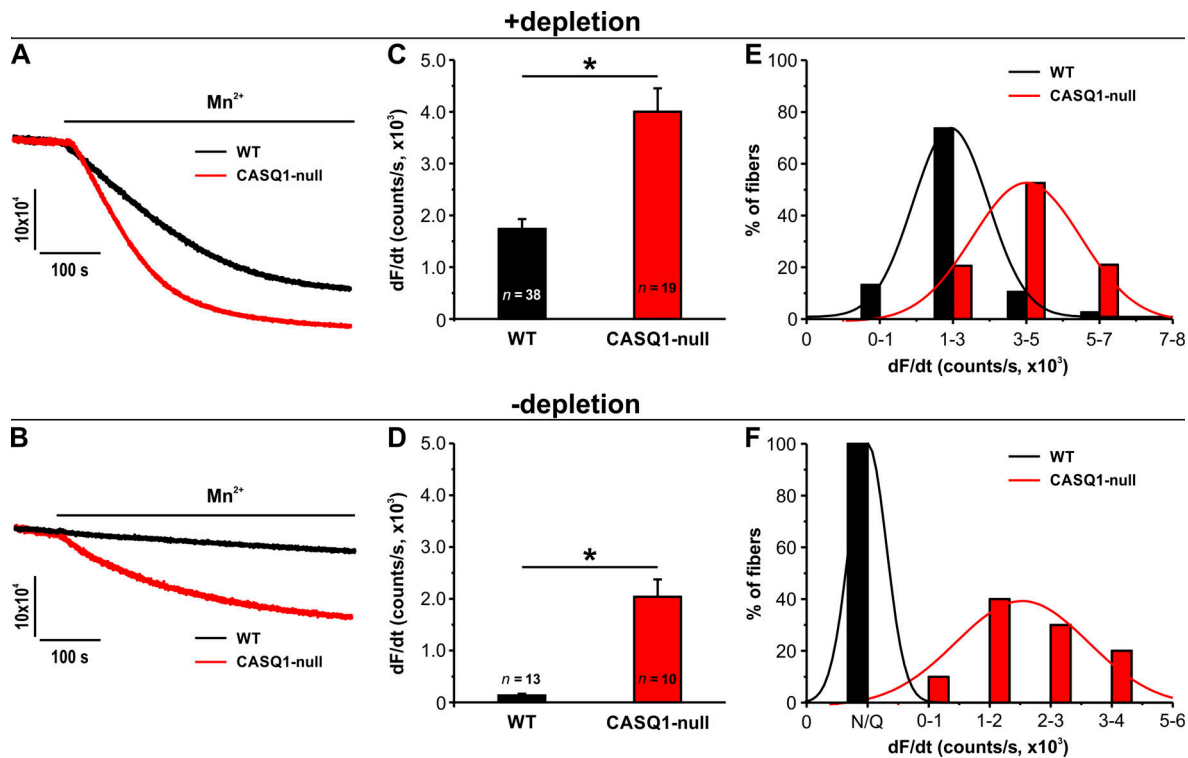 +depletion
A
Mn²⁺
WT
CASQ1-null
10x10⁴
100 s
C
dF/dt (counts/s, x10³)
5.0
4.0
3.0
2.0
1.0
0
*
n = 38
n = 19
WT
CASQ1-null
E
% of fibers
100
80
60
40
20
0
WT
CASQ1-null
0
0-1
1-3
3-5
5-7
7-8
dF/dt (counts/s, x10³)
-depletion
B
Mn²⁺
10x10⁴
100 s
WT
CASQ1-null
D
dF/dt (counts/s, x10³)
5.0
4.0
3.0
2.0
1.0
0
*
n = 13
n = 10
WT
CASQ1-null
F
% of fibers
100
80
60
40
20
0
WT
CASQ1-null
0
N/Q
0-1
1-2
2-3
3-4
5-6
dF/dt (counts/s, x10³)